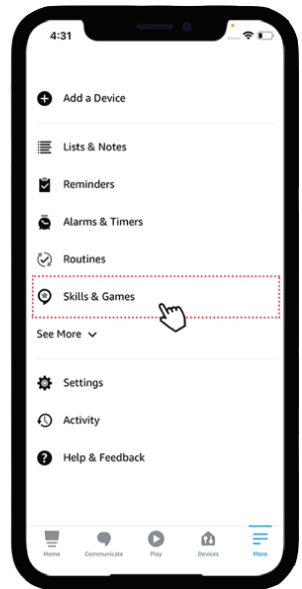 4:31
Add a Device
Lists & Notes
Reminders
Alarms & Timers
Routines
Skills & Games
See More
Settings
Activity
Help & Feedback
Home Communicate Play Devices More